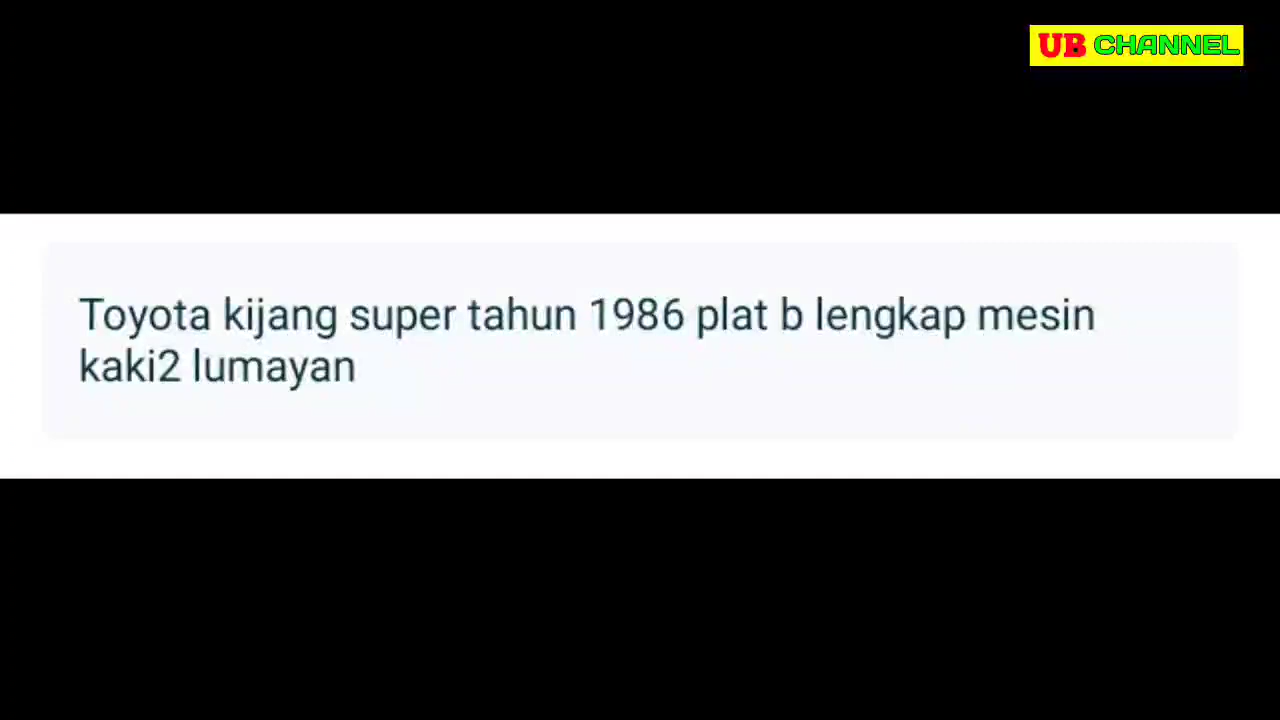 UB CHANNEL
Toyota kijang super tahun 1986 plat b lengkap mesin
kaki2 lumayan